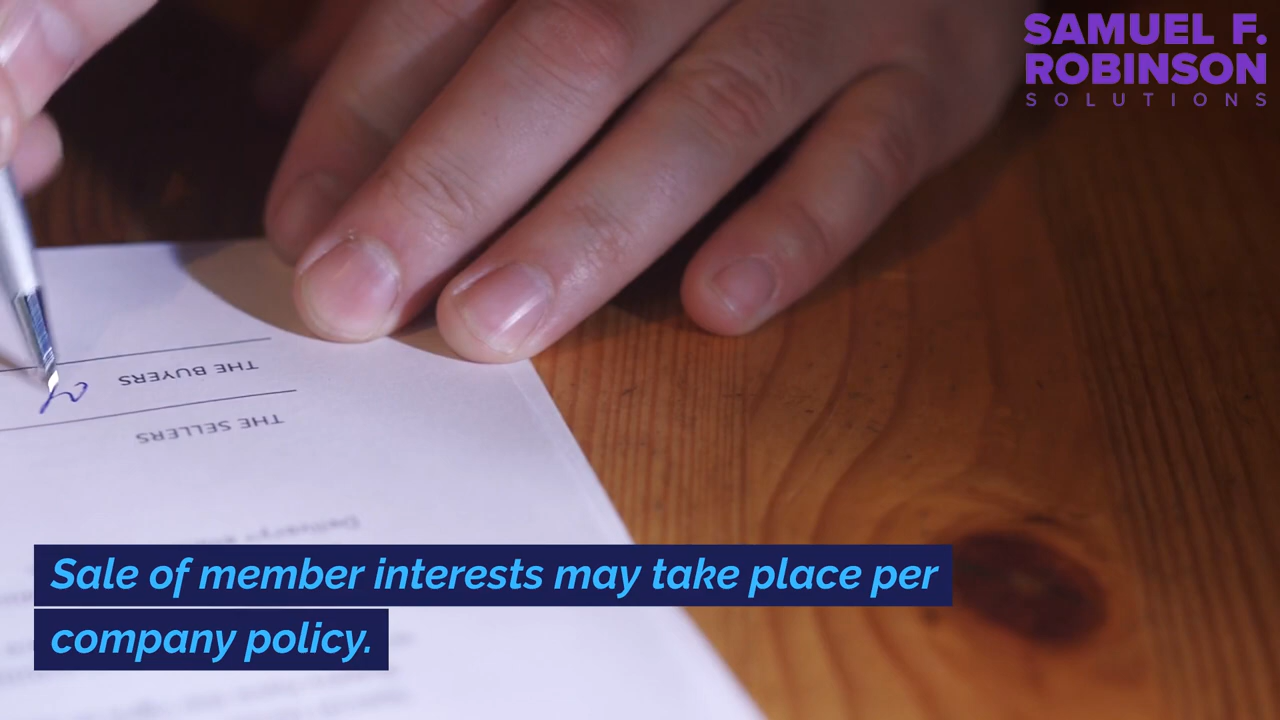 SAMUEL F.
ROBINSON
SOLUTIONS
THE BUYERS
THE SELLERS
Sale of member interests may take place per
company policy.